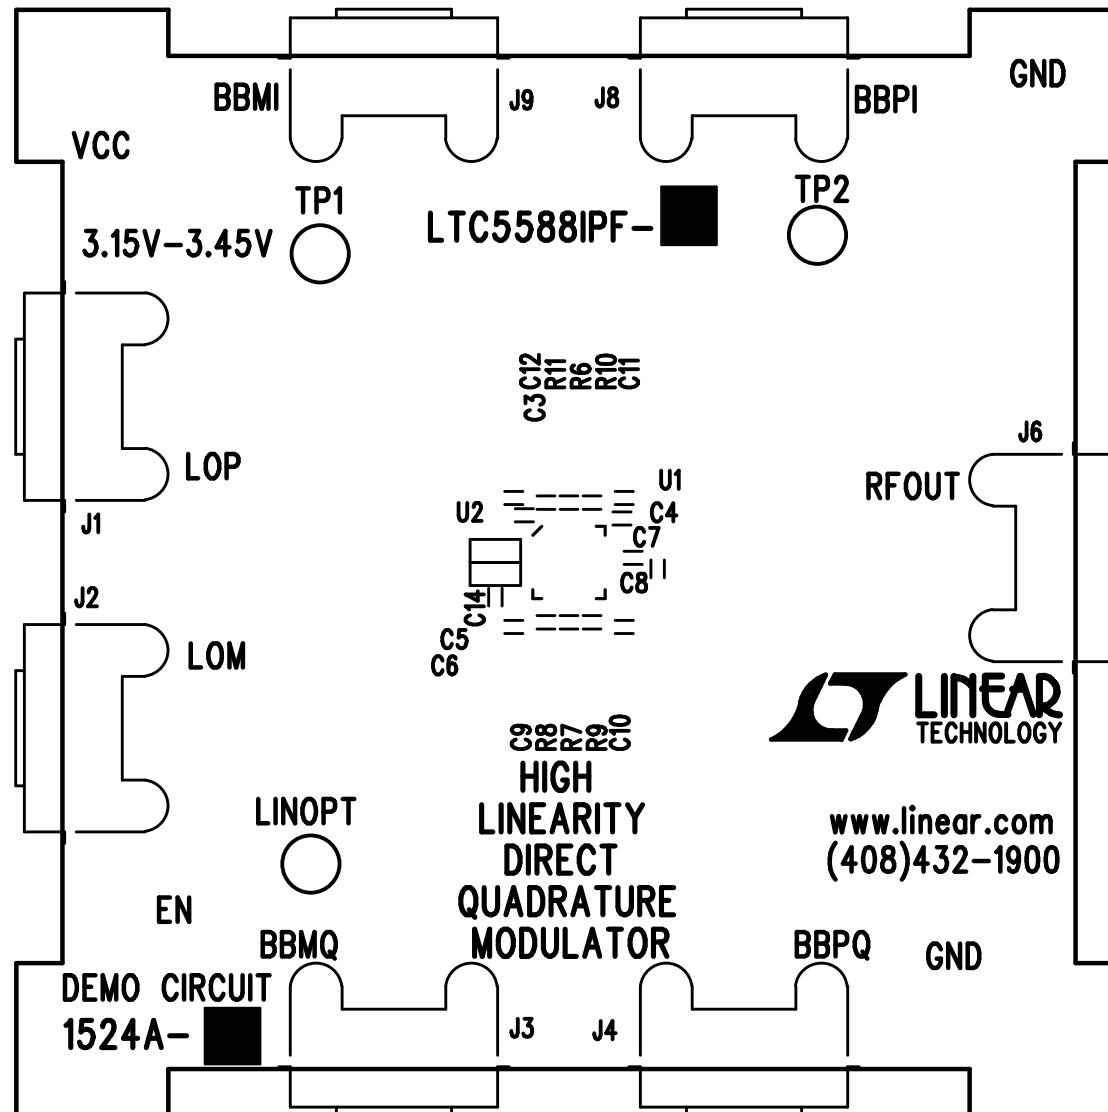 GND
BBMI
J9
J8
BBPI
VCC
TP1
TP2
LTC5588IPF-
3.15V-3.45V
C12
R11
R6
R10
C11
C3
J6
LOP
U1
RFOUT
U2
C4
J1
C7
C8
J2
C14
C5
LOM
C6
LINEAR
TECHNOLOGY
C9
R8
R7
R9
C10
HIGH
LINEARITY
DIRECT
QUADRATURE
MODULATOR
LINOPT
www.linear.com
(408)432-1900
EN
BBMQ
BBPQ
GND
DEMO CIRCUIT
1524A-
J3
J4